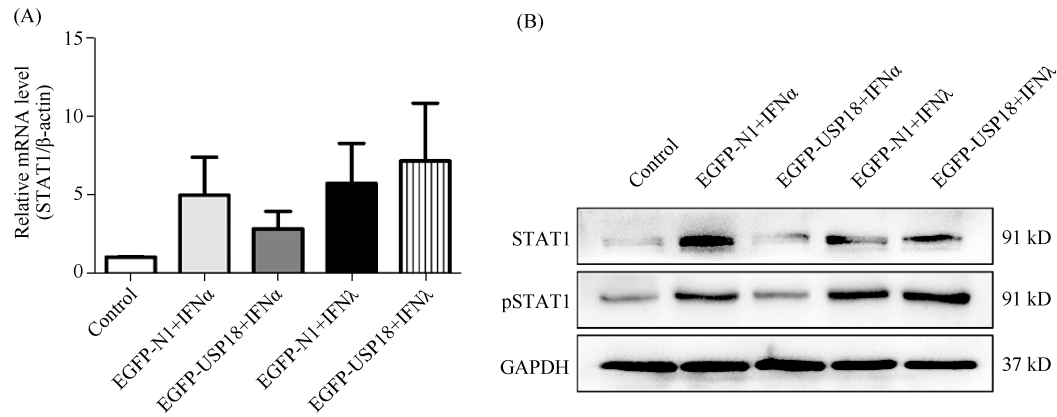 (A)
15
10
5
0
Relative mRNA level
(STAT1/β-actin)
Control
EGFP-N1+IFNα
EGFP-USP18+IFNα
EGFP-N1+IFNλ
EGFP-USP18+IFNλ
(B)
Control
EGFP-N1+IFNα
EGFP-USP18+IFNα
EGFP-N1+IFNλ
EGFP-USP18+IFNλ
STAT1 91 kD
pSTAT1 91 kD
GAPDH 37 kD